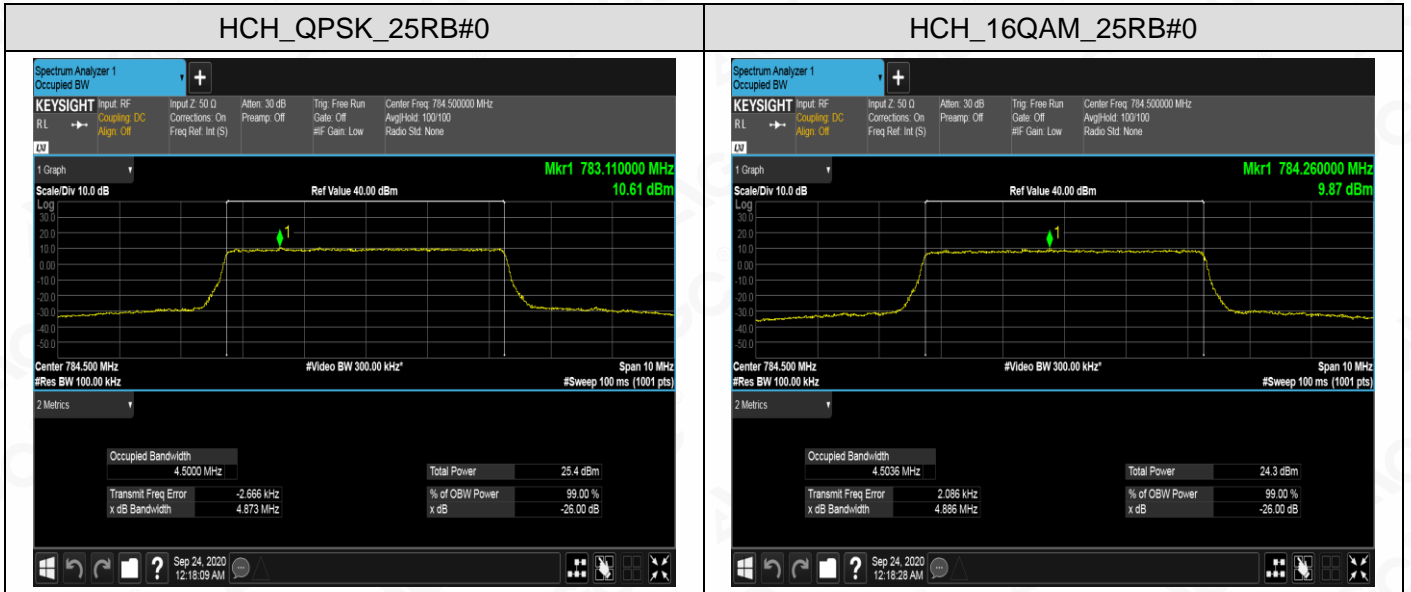 HCH_QPSK_25RB#0
Spectrum Analyzer 1
Occupied BW
+
KEYSIGHT Input: RF Input Z: 50 Ω Atten: 30 dB Trig: Free Run Center Freq: 784.500000 MHz
RL Coupling: DC Corrections: On Preamp: Off Gate: Off Avg|Hold: 100/100
Align: Off Freq Ref: Int (S) #IF Gain: Low Radio Std: None
LXI
1 Graph Mkr1 783.110000 MHz
Scale/Div 10.0 dB Ref Value 40.00 dBm 10.61 dBm
Log
30.0
20.0
1
10.0
0.00
-10.0
-20.0
-30.0
-40.0
-50.0
Center 784.500 MHz #Video BW 300.00 kHz* Span 10 MHz
#Res BW 100.00 kHz #Sweep 100 ms (1001 pts)
2 Metrics
Occupied Bandwidth
4.5000 MHz Total Power 25.4 dBm
Transmit Freq Error -2.666 kHz % of OBW Power 99.00 %
x dB Bandwidth 4.873 MHz x dB -26.00 dB
? Sep 24, 2020
12:18:09 AM
HCH_16QAM_25RB#0
Spectrum Analyzer 1
Occupied BW
+
KEYSIGHT Input: RF Input Z: 50 Ω Atten: 30 dB Trig: Free Run Center Freq: 784.500000 MHz
RL Coupling: DC Corrections: On Preamp: Off Gate: Off Avg|Hold: 100/100
Align: Off Freq Ref: Int (S) #IF Gain: Low Radio Std: None
LXI
1 Graph Mkr1 784.260000 MHz
Scale/Div 10.0 dB Ref Value 40.00 dBm 9.87 dBm
Log
30.0
20.0
1
10.0
0.00
-10.0
-20.0
-30.0
-40.0
-50.0
Center 784.500 MHz #Video BW 300.00 kHz* Span 10 MHz
#Res BW 100.00 kHz #Sweep 100 ms (1001 pts)
2 Metrics
Occupied Bandwidth
4.5036 MHz Total Power 24.3 dBm
Transmit Freq Error 2.086 kHz % of OBW Power 99.00 %
x dB Bandwidth 4.886 MHz x dB -26.00 dB
? Sep 24, 2020
12:18:28 AM